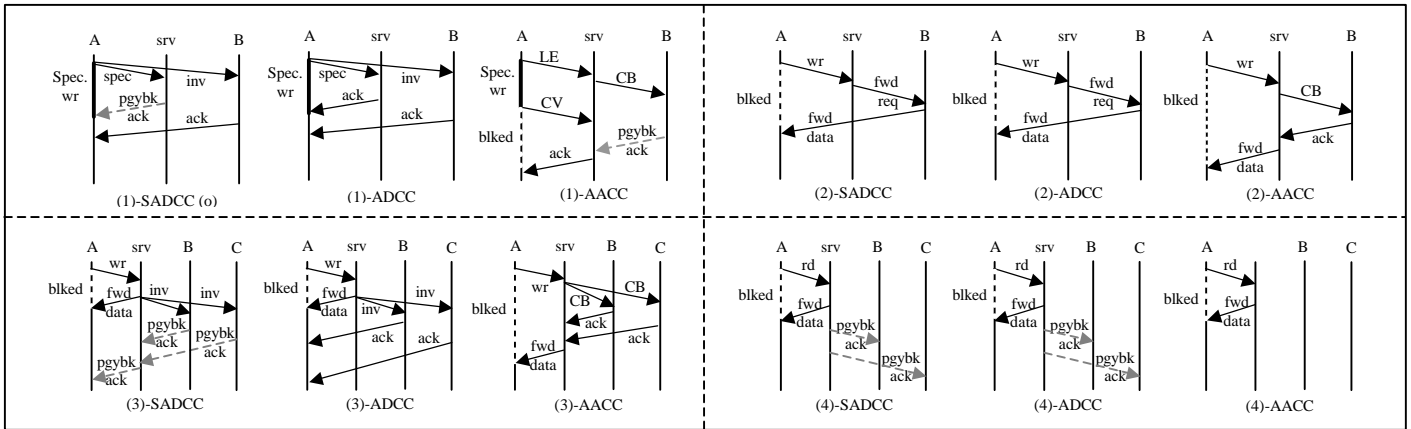 A srv B
Spec. wr
spec inv
pgybk ack
ack
(1)-SADCC (o)
A srv B
spec inv
ack
ack
(1)-ADCC
A srv B
Spec. wr
LE
CB
CV
blked
pgybk ack
ack
(1)-AACC
A srv B
wr
fwd req
blked
fwd data
(2)-SADCC
A srv B
wr
fwd req
blked
fwd data
(2)-ADCC
A srv B
wr
CB
blked
ack
fwd data
(2)-AACC
A srv B C
wr
inv inv
blked
fwd data
pgybk ack
pgybk ack
pgybk ack
(3)-SADCC
A srv B C
wr
blked
fwd data
inv inv
ack
ack
(3)-ADCC
A srv B C
wr
CB CB
blked
ack
ack
fwd data
(3)-AACC
A srv B C
rd
blked
fwd data
pgybk ack
pgybk ack
(4)-SADCC
A srv B C
rd
blked
fwd data
pgybk ack
pgybk ack
(4)-ADCC
A srv B C
rd
blked
fwd data
(4)-AACC